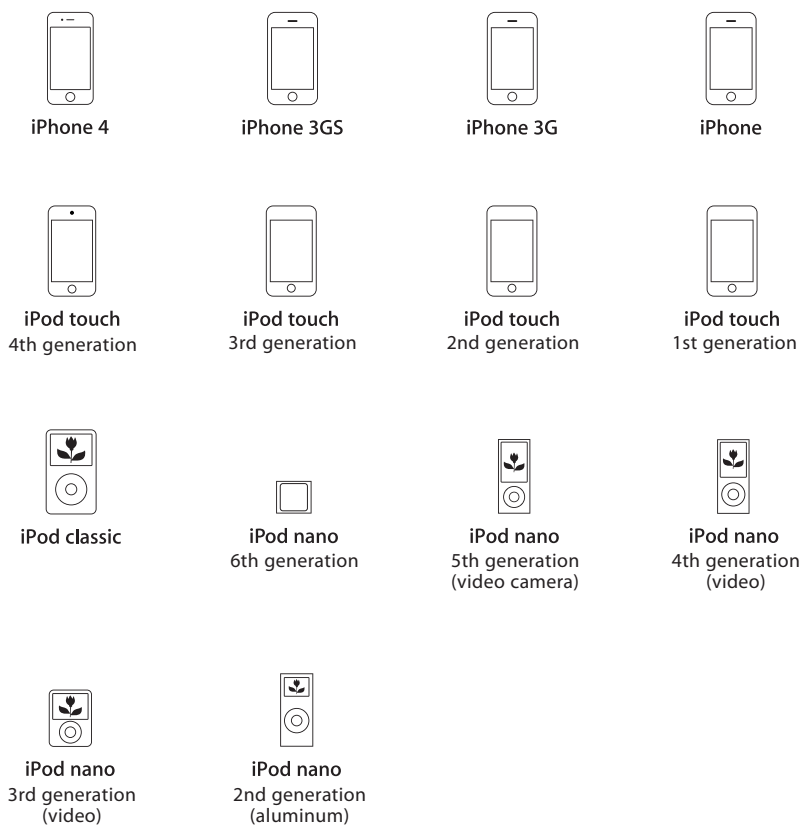 iPhone 4
iPhone 3GS
iPhone 3G
iPhone
iPod touch
4th generation
iPod touch
3rd generation
iPod touch
2nd generation
iPod touch
1st generation
iPod classic
iPod nano
6th generation
iPod nano
5th generation
(video camera)
iPod nano
4th generation
(video)
iPod nano
3rd generation
(video)
iPod nano
2nd generation
(aluminum)